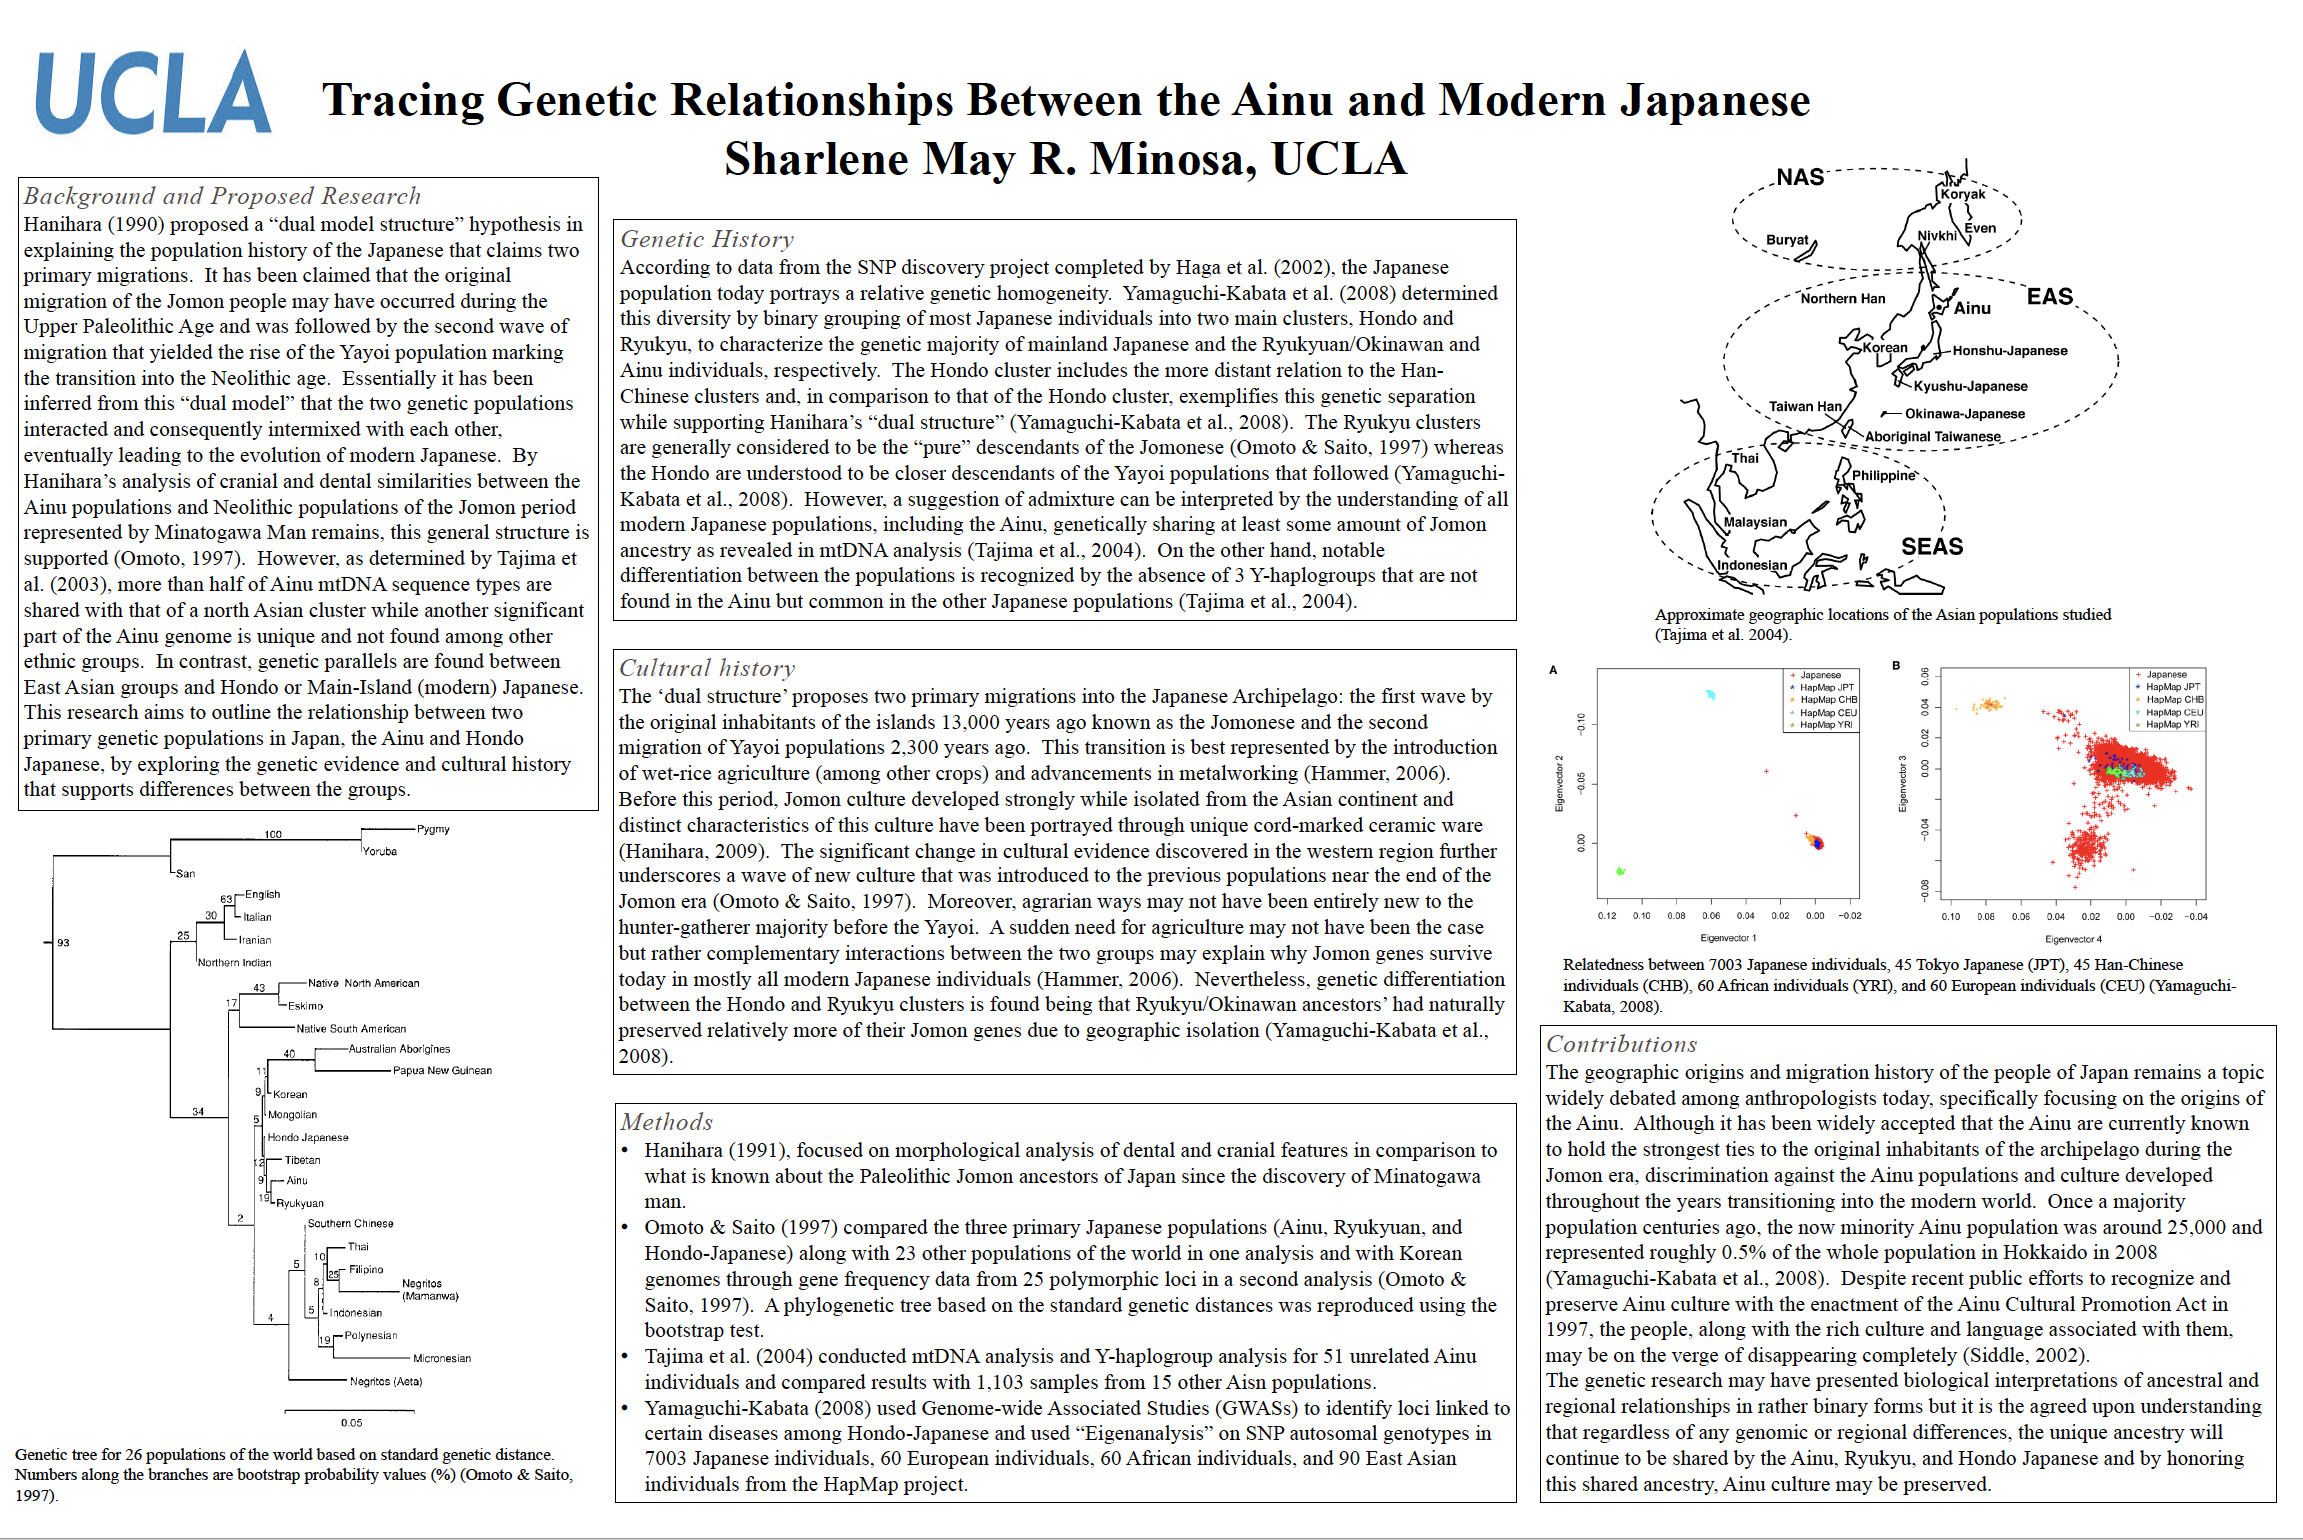 UCLA
Tracing Genetic Relationships Between the Ainu and Modern Japanese
Sharlene May R. Minosa, UCLA
Background and Proposed Research
Hanihara (1990) proposed a “dual model structure” hypothesis in
explaining the population history of the Japanese that claims two
primary migrations.  It has been claimed that the original
migration of the Jomon people may have occurred during the
Upper Paleolithic Age and was followed by the second wave of
migration that yielded the rise of the Yayoi population marking
the transition into the Neolithic age.  Essentially it has been
inferred from this “dual model” that the two genetic populations
interacted and consequently intermixed with each other,
eventually leading to the evolution of modern Japanese.  By
Hanihara’s analysis of cranial and dental similarities between the
Ainu populations and Neolithic populations of the Jomon period
represented by Minatogawa Man remains, this general structure is
supported (Omoto, 1997).  However, as determined by Tajima et
al. (2003), more than half of Ainu mtDNA sequence types are
shared with that of a north Asian cluster while another significant
part of the Ainu genome is unique and not found among other
ethnic groups.  In contrast, genetic parallels are found between
East Asian groups and Hondo or Main-Island (modern) Japanese.
This research aims to outline the relationship between two
primary genetic populations in Japan, the Ainu and Hondo
Japanese, by exploring the genetic evidence and cultural history
that supports differences between the groups.
100
Pygmy
Yoruba
San
63
English
30
Italian
25
Iranian
93
Northern Indian
43
Native North American
17
Eskimo
Native South American
40
Australian Aborigines
11
Papua New Guinean
9
Korean
34
5
Mongolian
Hondo Japanese
12
Tibetan
9
Ainu
19
Ryukyuan
2
Southern Chinese
10
Thai
5
25
Filipino
8
Negritos
(Mamanwa)
5
Indonesian
4
19
Polynesian
Micronesian
Negritos (Aeta)
0.05
Genetic tree for 26 populations of the world based on standard genetic distance.
Numbers along the branches are bootstrap probability values (%) (Omoto & Saito,
1997).
Genetic History
According to data from the SNP discovery project completed by Haga et al. (2002), the Japanese
population today portrays a relative genetic homogeneity.  Yamaguchi-Kabata et al. (2008) determined
this diversity by binary grouping of most Japanese individuals into two main clusters, Hondo and
Ryukyu, to characterize the genetic majority of mainland Japanese and the Ryukyuan/Okinawan and
Ainu individuals, respectively.  The Hondo cluster includes the more distant relation to the Han-
Chinese clusters and, in comparison to that of the Hondo cluster, exemplifies this genetic separation
while supporting Hanihara’s “dual structure” (Yamaguchi-Kabata et al., 2008).  The Ryukyu clusters
are generally considered to be the “pure” descendants of the Jomonese (Omoto & Saito, 1997) whereas
the Hondo are understood to be closer descendants of the Yayoi populations that followed (Yamaguchi-
Kabata et al., 2008).  However, a suggestion of admixture can be interpreted by the understanding of all
modern Japanese populations, including the Ainu, genetically sharing at least some amount of Jomon
ancestry as revealed in mtDNA analysis (Tajima et al., 2004).  On the other hand, notable
differentiation between the populations is recognized by the absence of 3 Y-haplogroups that are not
found in the Ainu but common in the other Japanese populations (Tajima et al., 2004).
Cultural history
The ‘dual structure’ proposes two primary migrations into the Japanese Archipelago: the first wave by
the original inhabitants of the islands 13,000 years ago known as the Jomonese and the second
migration of Yayoi populations 2,300 years ago.  This transition is best represented by the introduction
of wet-rice agriculture (among other crops) and advancements in metalworking (Hammer, 2006).
Before this period, Jomon culture developed strongly while isolated from the Asian continent and
distinct characteristics of this culture have been portrayed through unique cord-marked ceramic ware
(Hanihara, 2009).  The significant change in cultural evidence discovered in the western region further
underscores a wave of new culture that was introduced to the previous populations near the end of the
Jomon era (Omoto & Saito, 1997).  Moreover, agrarian ways may not have been entirely new to the
hunter-gatherer majority before the Yayoi.  A sudden need for agriculture may not have been the case
but rather complementary interactions between the two groups may explain why Jomon genes survive
today in mostly all modern Japanese individuals (Hammer, 2006).  Nevertheless, genetic differentiation
between the Hondo and Ryukyu clusters is found being that Ryukyu/Okinawan ancestors’ had naturally
preserved relatively more of their Jomon genes due to geographic isolation (Yamaguchi-Kabata et al.,
2008).
Methods
• Hanihara (1991), focused on morphological analysis of dental and cranial features in comparison to
what is known about the Paleolithic Jomon ancestors of Japan since the discovery of Minatogawa
man.
• Omoto & Saito (1997) compared the three primary Japanese populations (Ainu, Ryukyuan, and
Hondo-Japanese) along with 23 other populations of the world in one analysis and with Korean
genomes through gene frequency data from 25 polymorphic loci in a second analysis (Omoto &
Saito, 1997).  A phylogenetic tree based on the standard genetic distances was reproduced using the
bootstrap test.
• Tajima et al. (2004) conducted mtDNA analysis and Y-haplogroup analysis for 51 unrelated Ainu
individuals and compared results with 1,103 samples from 15 other Aisn populations.
• Yamaguchi-Kabata (2008) used Genome-wide Associated Studies (GWASs) to identify loci linked to
certain diseases among Hondo-Japanese and used “Eigenanalysis” on SNP autosomal genotypes in
7003 Japanese individuals, 60 European individuals, 60 African individuals, and 90 East Asian
individuals from the HapMap project.
NAS
Koryak
Even
Buryat
Nivkhi
Northern Han
EAS
Ainu
Korean
Honshu-Japanese
Kyushu-Japanese
Taiwan Han
Okinawa-Japanese
Aboriginal Taiwanese
Thai
Philippine
Malaysian
SEAS
Indonesian
Approximate geographic locations of the Asian populations studied
(Tajima et al. 2004).
A
Japanese
HapMap JPT
HapMap CHB
HapMap CEU
HapMap YRI
Eigenvector 2
−0.10
−0.05
0.00
0.12 0.10 0.08 0.06 0.04 0.02 0.00 −0.02
Eigenvector 1
B
Japanese
HapMap JPT
HapMap CHB
HapMap CEU
HapMap YRI
Eigenvector 3
0.06
0.04
0.02
0.00
−0.04
−0.08
0.10 0.08 0.06 0.04 0.02 0.00 −0.02 −0.04
Eigenvector 4
Relatedness between 7003 Japanese individuals, 45 Tokyo Japanese (JPT), 45 Han-Chinese
individuals (CHB), 60 African individuals (YRI), and 60 European individuals (CEU) (Yamaguchi-
Kabata, 2008).
Contributions
The geographic origins and migration history of the people of Japan remains a topic
widely debated among anthropologists today, specifically focusing on the origins of
the Ainu.  Although it has been widely accepted that the Ainu are currently known
to hold the strongest ties to the original inhabitants of the archipelago during the
Jomon era, discrimination against the Ainu populations and culture developed
throughout the years transitioning into the modern world.  Once a majority
population centuries ago, the now minority Ainu population was around 25,000 and
represented roughly 0.5% of the whole population in Hokkaido in 2008
(Yamaguchi-Kabata et al., 2008).  Despite recent public efforts to recognize and
preserve Ainu culture with the enactment of the Ainu Cultural Promotion Act in
1997, the people, along with the rich culture and language associated with them,
may be on the verge of disappearing completely (Siddle, 2002).
The genetic research may have presented biological interpretations of ancestral and
regional relationships in rather binary forms but it is the agreed upon understanding
that regardless of any genomic or regional differences, the unique ancestry will
continue to be shared by the Ainu, Ryukyu, and Hondo Japanese and by honoring
this shared ancestry, Ainu culture may be preserved.